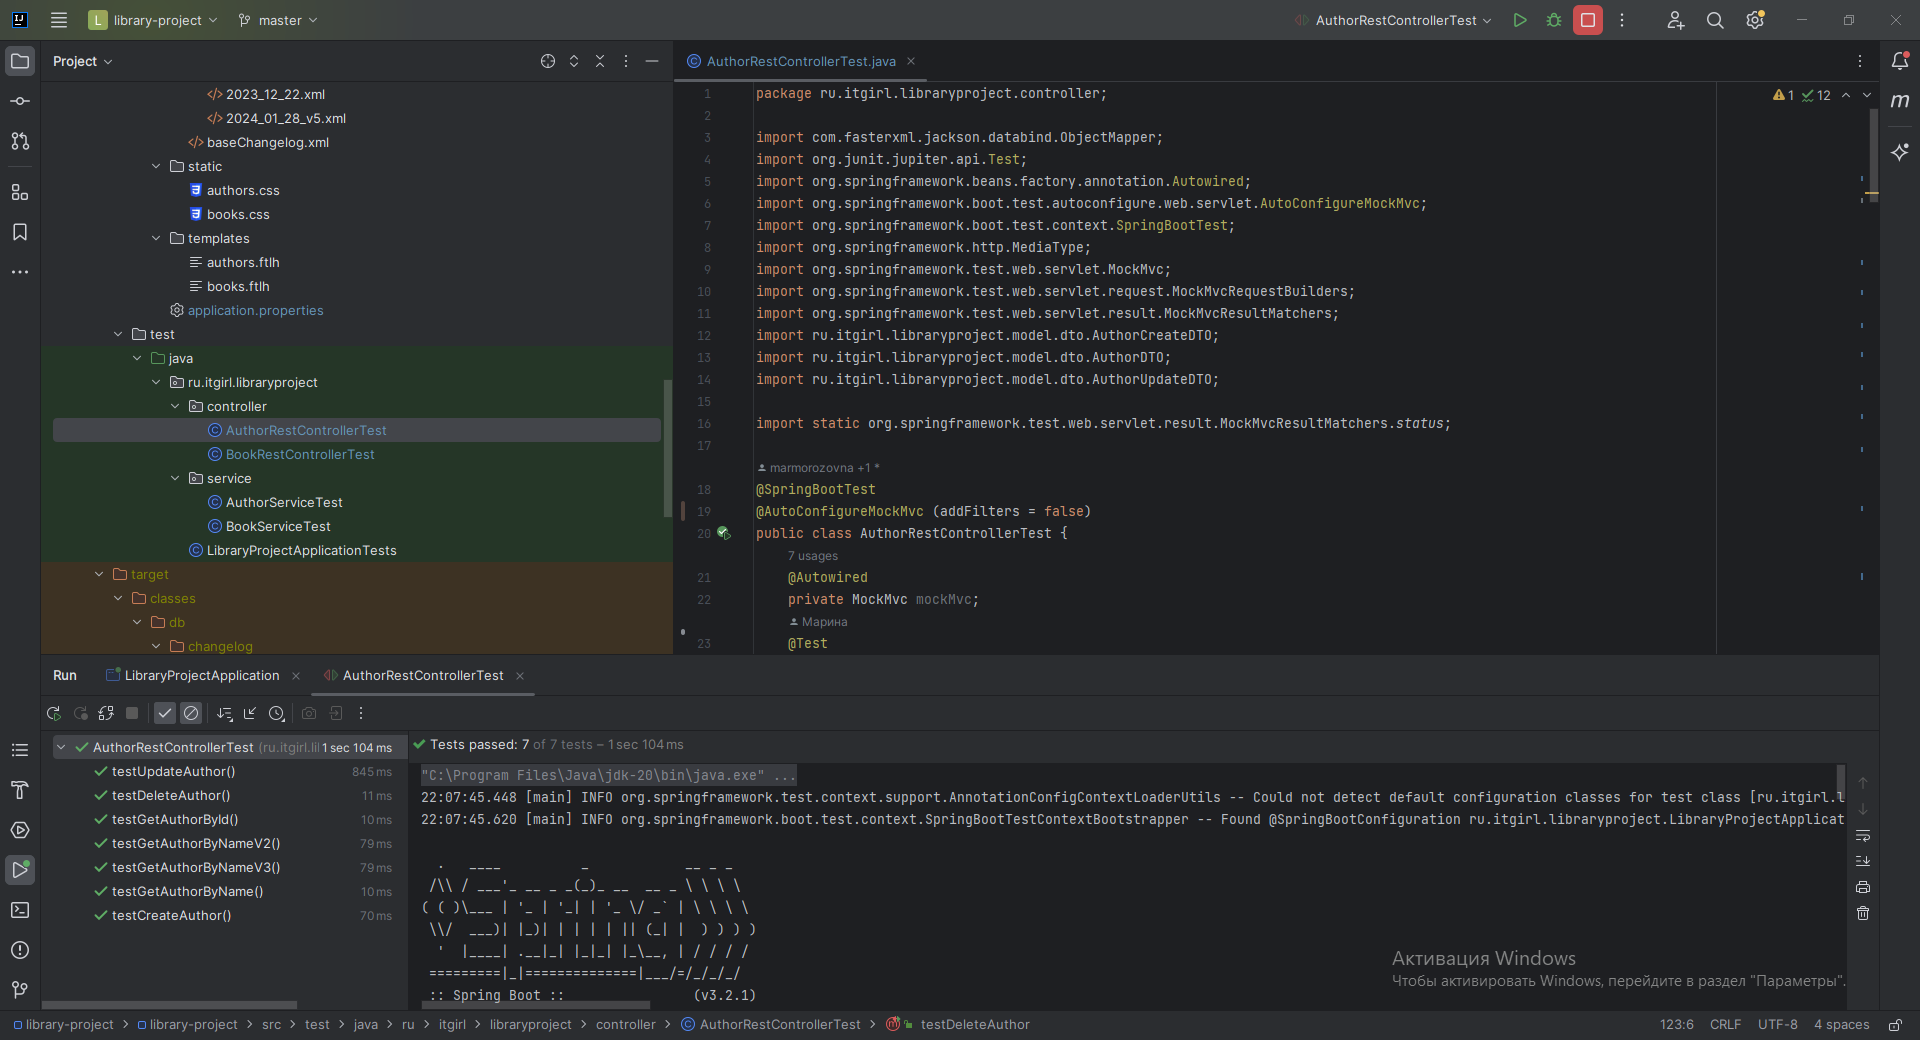 L library-project master
AuthorRestControllerTest
Project
2023_12_22.xml
2024_01_28_v5.xml
baseChangelog.xml
static
authors.css
books.css
templates
authors.ftlh
books.ftlh
application.properties
test
java
ru.itgirl.libraryproject
controller
AuthorRestControllerTest
BookRestControllerTest
service
AuthorServiceTest
BookServiceTest
LibraryProjectApplicationTests
target
classes
db
changelog
AuthorRestControllerTest.java
1 12
1 package ru.itgirl.libraryproject.controller;
2
3 import com.fasterxml.jackson.databind.ObjectMapper;
4 import org.junit.jupiter.api.Test;
5 import org.springframework.beans.factory.annotation.Autowired;
6 import org.springframework.boot.test.autoconfigure.web.servlet.AutoConfigureMockMvc;
7 import org.springframework.boot.test.context.SpringBootTest;
8 import org.springframework.http.MediaType;
9 import org.springframework.test.web.servlet.MockMvc;
10 import org.springframework.test.web.servlet.request.MockMvcRequestBuilders;
11 import org.springframework.test.web.servlet.result.MockMvcResultMatchers;
12 import ru.itgirl.libraryproject.model.dto.AuthorCreateDTO;
13 import ru.itgirl.libraryproject.model.dto.AuthorDTO;
14 import ru.itgirl.libraryproject.model.dto.AuthorUpdateDTO;
15
16 import static org.springframework.test.web.servlet.result.MockMvcResultMatchers.status;
17
marmorozovna +1 *
18 @SpringBootTest
19 @AutoConfigureMockMvc (addFilters = false)
20 public class AuthorRestControllerTest {
7 usages
21 @Autowired
22 private MockMvc mockMvc;
Марина
23 @Test
Run LibraryProjectApplication AuthorRestControllerTest
AuthorRestControllerTest (ru.itgirl.lil 1 sec 104 ms
testUpdateAuthor() 845 ms
testDeleteAuthor() 11 ms
testGetAuthorById() 10 ms
testGetAuthorByNameV2() 79 ms
testGetAuthorByNameV3() 79 ms
testGetAuthorByName() 10 ms
testCreateAuthor() 70 ms
Tests passed: 7 of 7 tests – 1 sec 104 ms
"C:\Program Files\Java\jdk-20\bin\java.exe" ...
22:07:45.448 [main] INFO org.springframework.test.context.support.AnnotationConfigContextLoaderUtils -- Could not detect default configuration classes for test class [ru.itgirl.l
22:07:45.620 [main] INFO org.springframework.boot.test.context.SpringBootTestContextBootstrapper -- Found @SpringBootConfiguration ru.itgirl.libraryproject.LibraryProjectApplicat
  .   ____          _            __ _ _
 /\\ / ___'_ __ _ _(_)_ __  __ _ \ \ \ \
( ( )\___ | '_ | '_| | '_ \/ _` | \ \ \ \
 \\/  ___)| |_)| | | | | || (_| |  ) ) ) )
  '  |____| .__|_| |_|_| |_\__, | / / / /
 =========|_|==============|___/=/_/_/_/
 :: Spring Boot ::                (v3.2.1)
Активация Windows
Чтобы активировать Windows, перейдите в раздел "Параметры".
library-project library-project src test java ru itgirl libraryproject controller AuthorRestControllerTest testDeleteAuthor
123:6 CRLF UTF-8 4 spaces